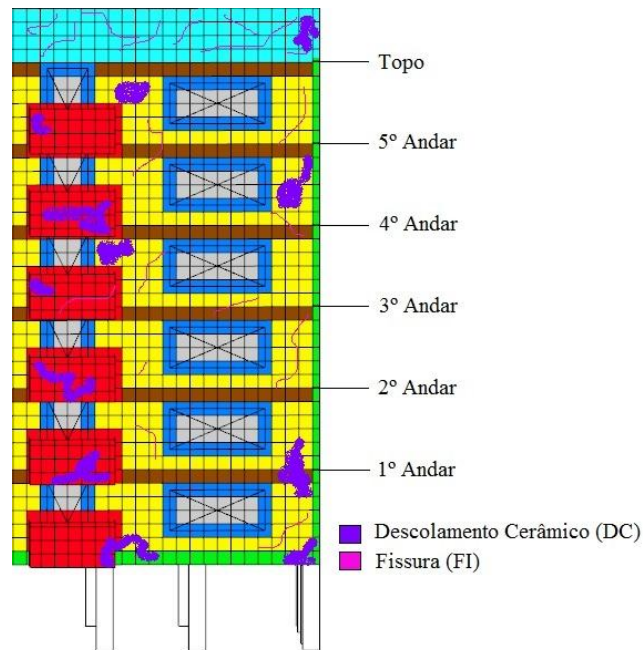 Topo
5º Andar
4º Andar
3º Andar
2º Andar
1º Andar
Descolamento Cerâmico (DC)
Fissura (FI)